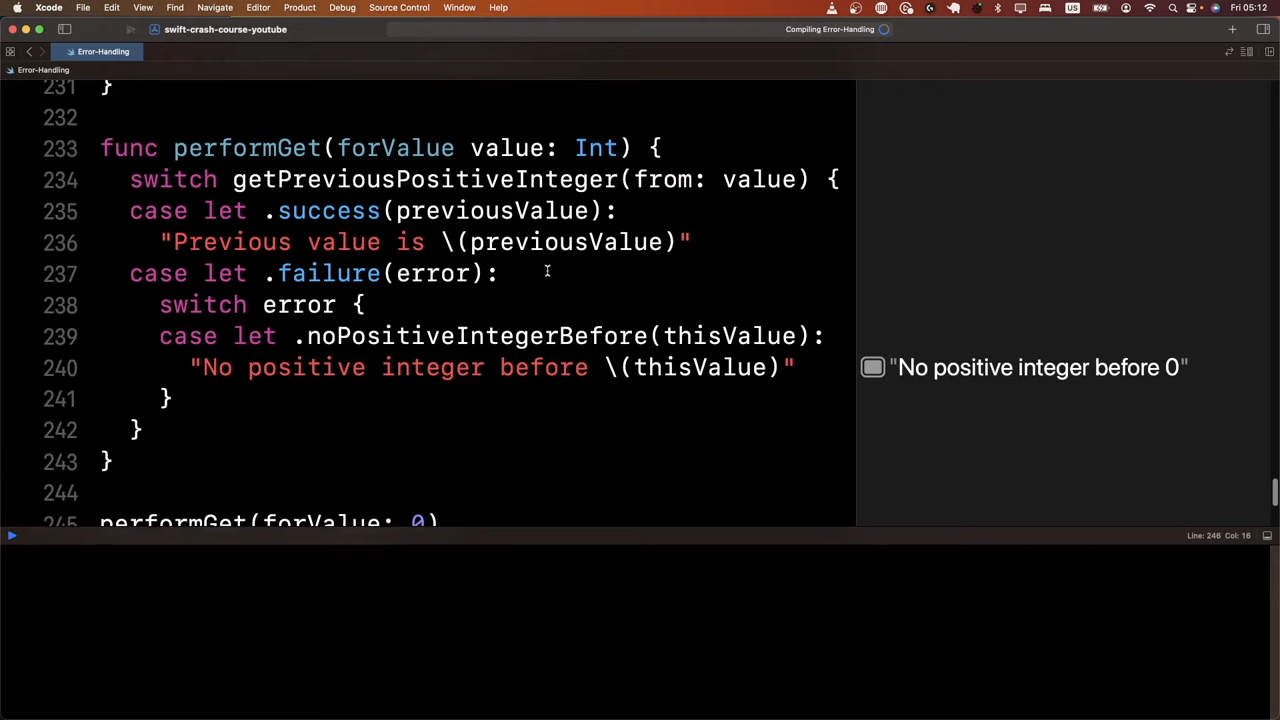 Xcode File Edit View Find Navigate Editor Product Debug Source Control Window Help Fri 05:12
swift-crash-course-youtube Compiling Error-Handling
Error-Handling
Error-Handling
231 }
232
233 func performGet(forValue value: Int) {
234 switch getPreviousPositiveInteger(from: value) {
235 case let .success(previousValue):
236 "Previous value is \(previousValue)"
237 case let .failure(error):
238 switch error {
239 case let .noPositiveIntegerBefore(thisValue):
240 "No positive integer before \(thisValue)" "No positive integer before 0"
241 }
242 }
243 }
244
245 performGet(forValue: 0)
Line: 246 Col: 16